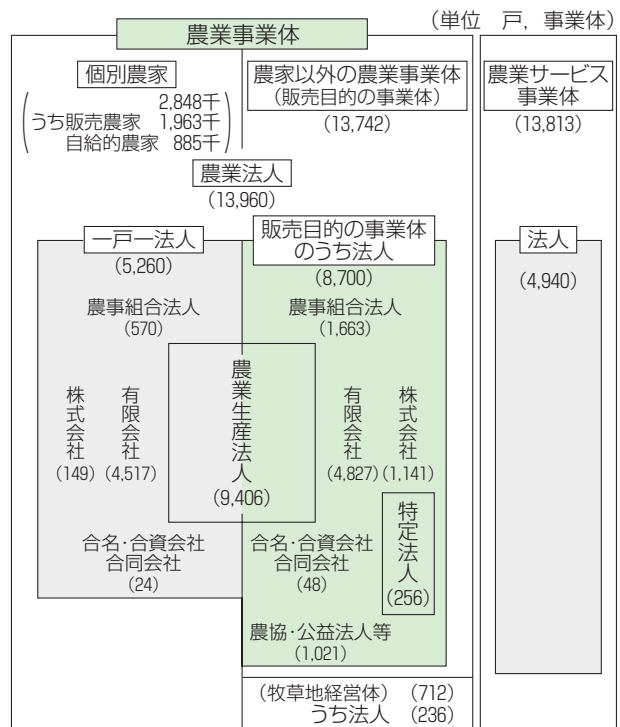 (単位 戸，事業体)
農業事業体
個別農家
2,848千
うち販売農家 1,963千
自給的農家 885千
農家以外の農業事業体
(販売目的の事業体)
(13,742)
農業サービス
事業体
(13,813)
農業法人
(13,960)
一戸一法人
(5,260)
販売目的の事業体
のうち法人
(8,700)
法人
(4,940)
農事組合法人
(570)
農事組合法人
(1,663)
株式会社
(149)
有限会社
(4,517)
農業生産法人
(9,406)
有限会社
(4,827)
株式会社
(1,141)
特定法人
(256)
合名・合資会社
合同会社
(24)
合名・合資会社
合同会社
(48)
農協・公益法人等
(1,021)
(牧草地経営体) (712)
うち法人 (236)